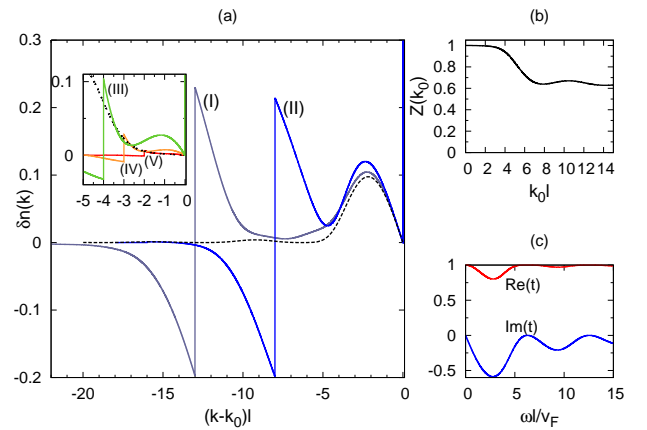 (a)
δn(k)
0.3
0.2
0.1
0
-0.1
-0.2
-20
-15
-10
-5
0
(k-k0)l
(I)
(II)
0.1
0
-5
-4
-3
-2
-1
0
(III)
(IV)
(V)
(b)
Z(k0)
1
0.8
0.6
0.4
0.2
0
0
2
4
6
8
10
12
14
k0l
(c)
1
0
-0.5
0
5
10
15
Re(t)
Im(t)
ωl/vF